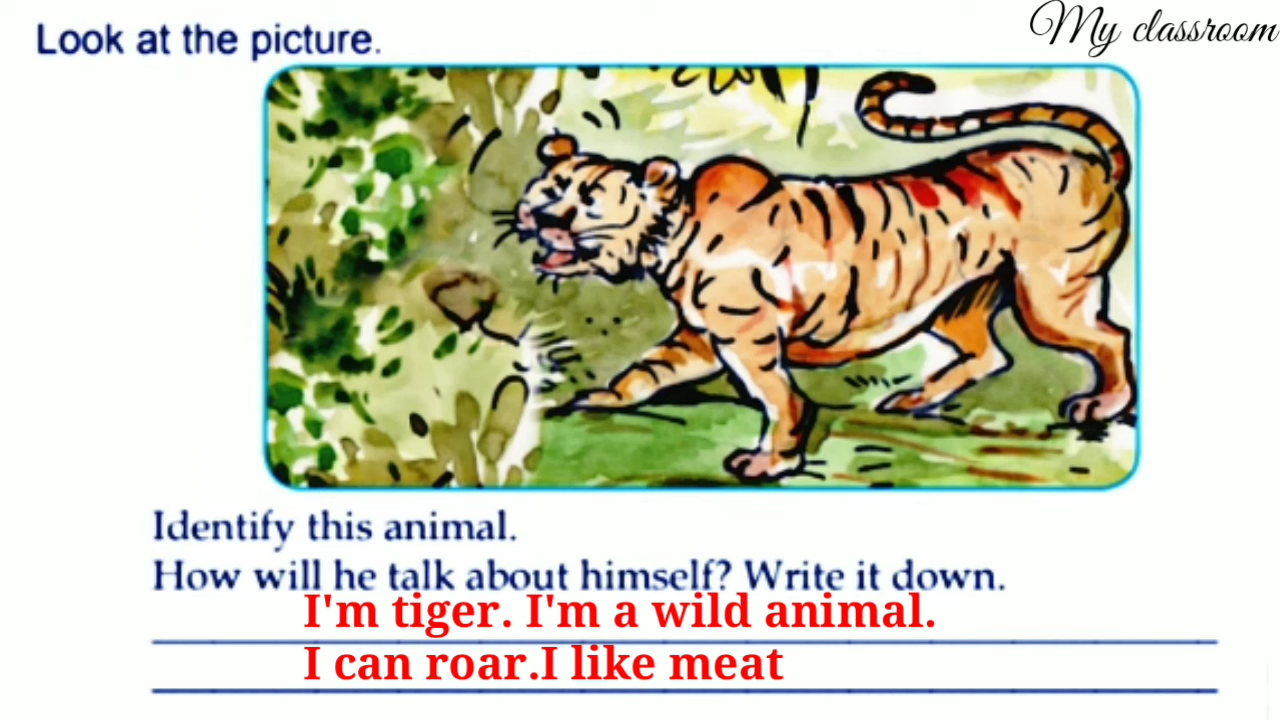 My classroom
Look at the picture.
Identify this animal.
How will he talk about himself? Write it down.
I'm tiger. I'm a wild animal.
I can roar.I like meat